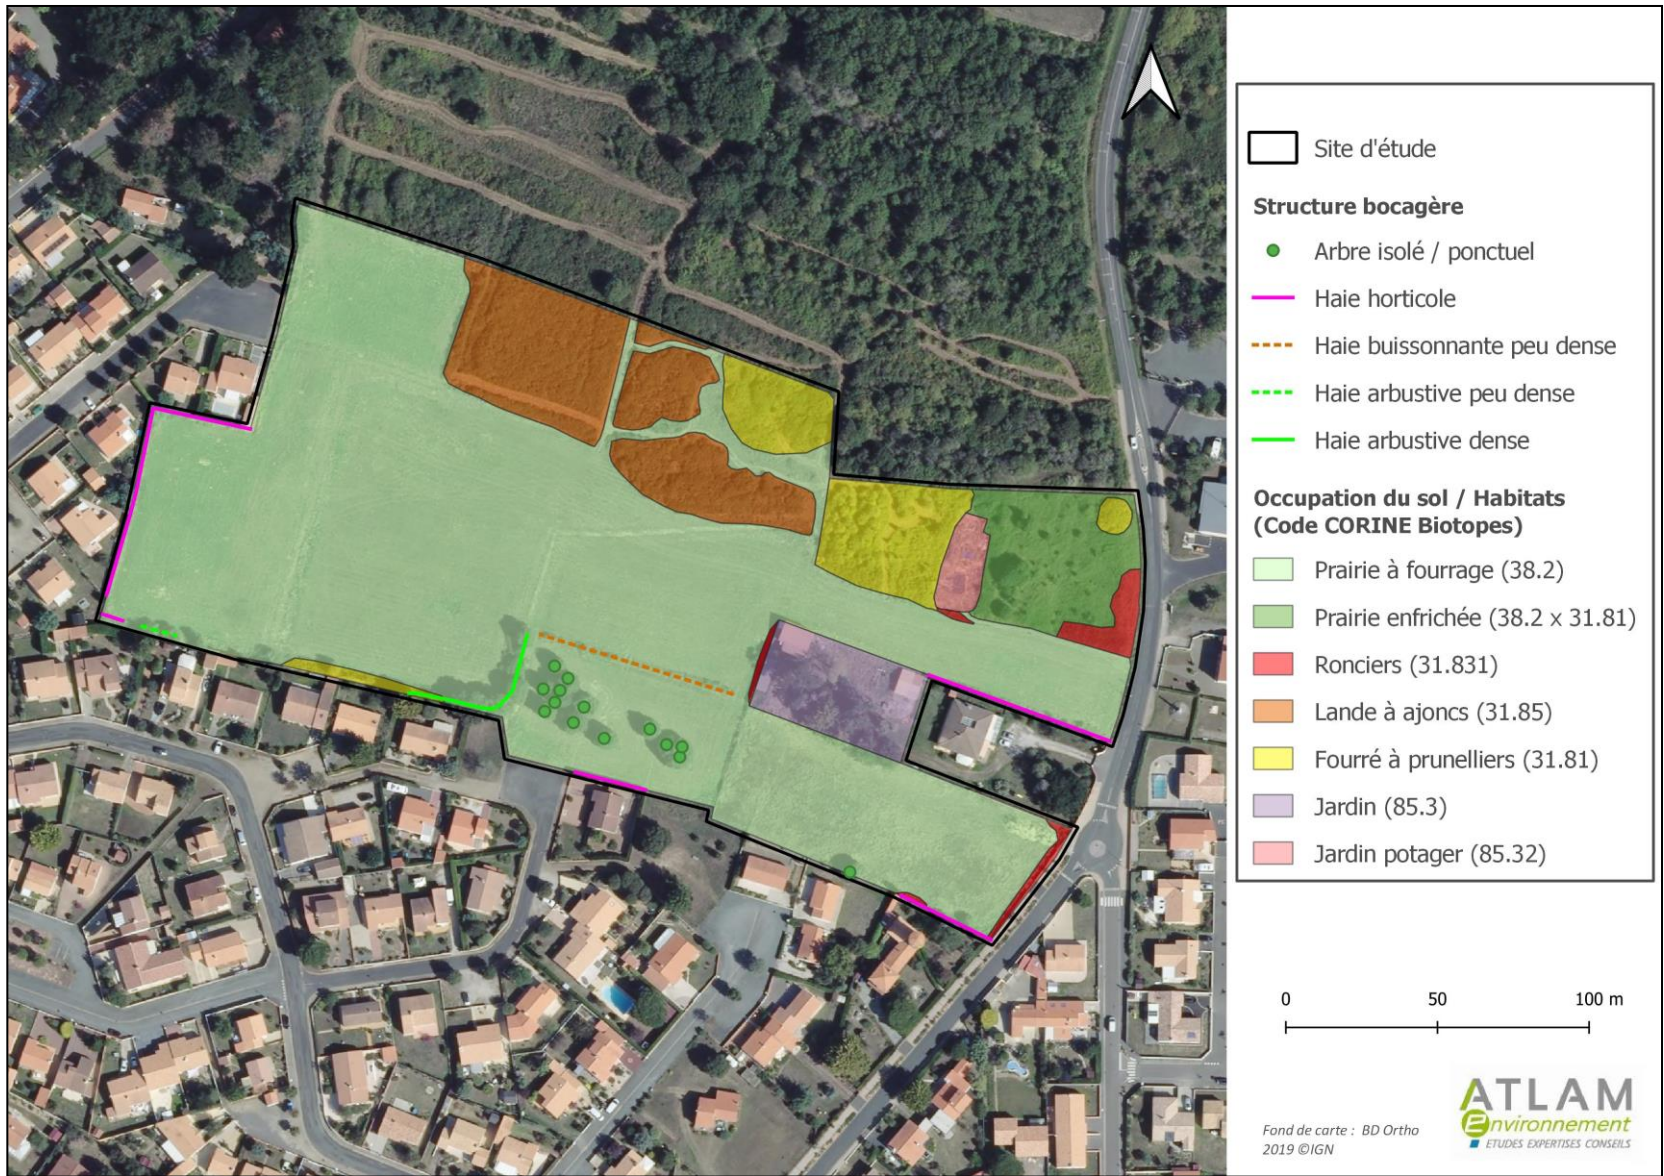 Site d'étude
Structure bocagère
Arbre isolé / ponctuel
Haie horticole
Haie buissonnante peu dense
Haie arbustive peu dense
Haie arbustive dense
Occupation du sol / Habitats
(Code CORINE Biotopes)
Prairie à fourrage (38.2)
Prairie enfrichée (38.2 x 31.81)
Ronciers (31.831)
Lande à ajoncs (31.85)
Fourré à prunelliers (31.81)
Jardin (85.3)
Jardin potager (85.32)
0 50 100 m
Fond de carte : BD Ortho
2019 ©IGN
ATLAM
Environnement
ETUDES EXPERTISES CONSEILS